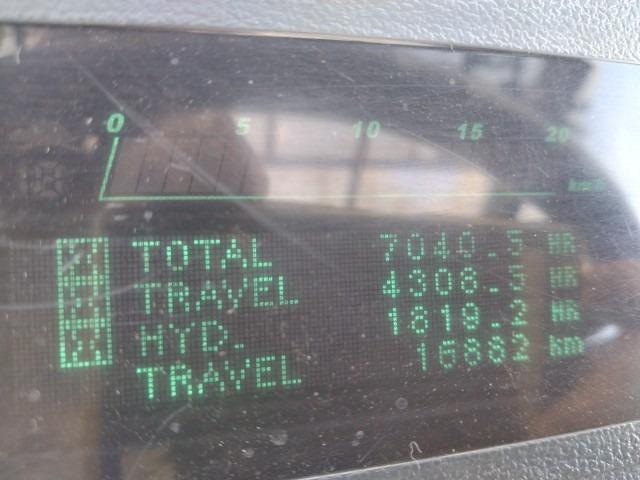 0 5 10 15 20
km/h
TOTAL 7040.5 HR
TRAVEL 4308.5 HR
HYD. 1819.2 HR
TRAVEL 16882 km